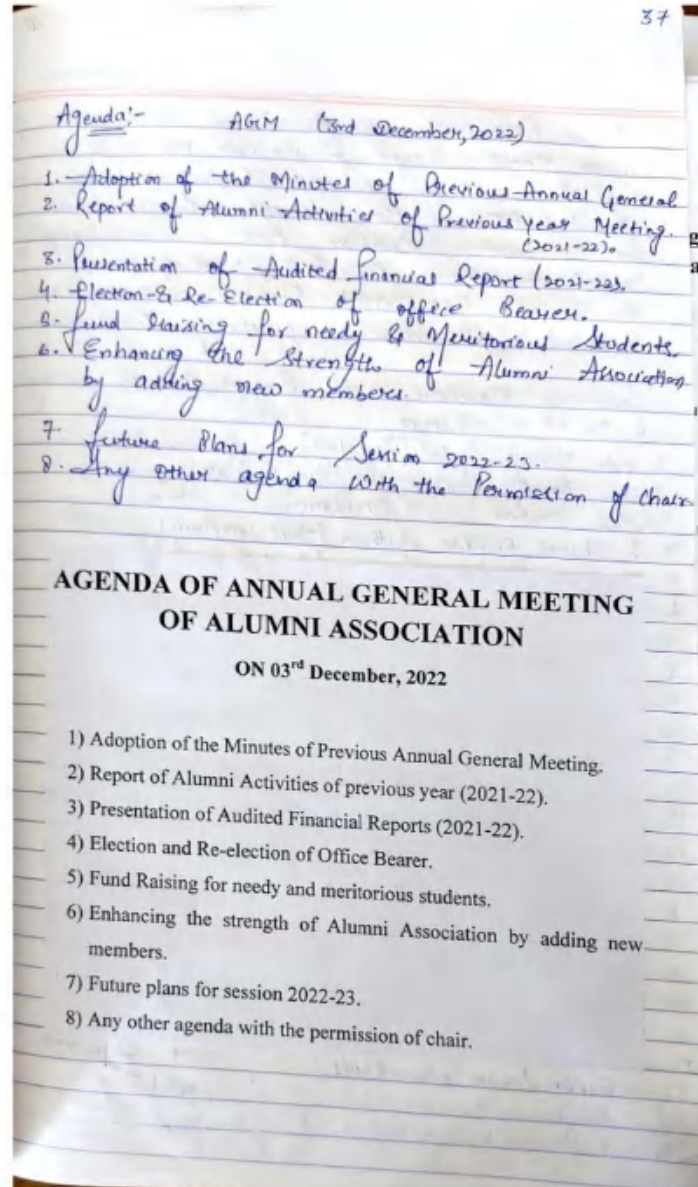 37
Agenda:- AGM (3rd December, 2022)
1. Adoption of the Minutes of Previous Annual General
Meeting.
2. Report of Alumni Activities of Previous Year
(2021-22).
3. Presentation of Audited financial Report (2021-22).
4. Election & Re-Election of office Bearer.
5. fund Raising for needy & Meritorious Students.
6. Enhancing the Strength of Alumni Association
by adding new members.
7 future Plans for Session 2022-23.
8. Any other agenda with the Permission of chair
AGENDA OF ANNUAL GENERAL MEETING
OF ALUMNI ASSOCIATION
ON 03rd December, 2022
1) Adoption of the Minutes of Previous Annual General Meeting.
2) Report of Alumni Activities of previous year (2021-22).
3) Presentation of Audited Financial Reports (2021-22).
4) Election and Re-election of Office Bearer.
5) Fund Raising for needy and meritorious students.
6) Enhancing the strength of Alumni Association by adding new
members.
7) Future plans for session 2022-23.
8) Any other agenda with the permission of chair.